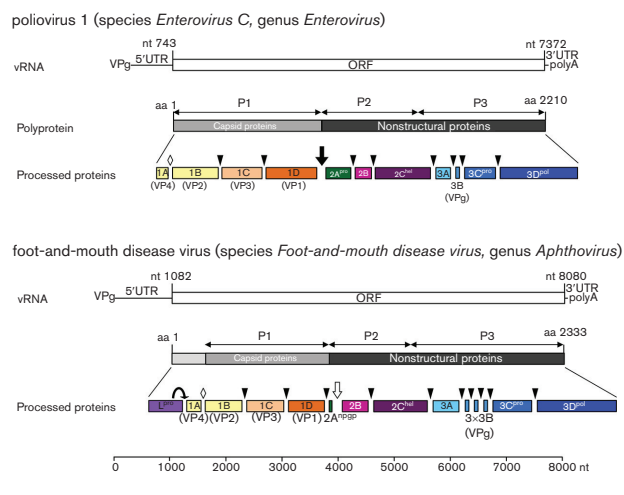 poliovirus 1 (species Enterovirus C, genus Enterovirus)
nt 743 nt 7372
vRNA VPg 5′UTR ORF 3′UTR polyA
aa 1 P1 P2 P3 aa 2210
Polyprotein Capsid proteins Nonstructural proteins
Processed proteins 1A 1B 1C 1D 2Apro 2B 2Chel 3A 3Cpro 3Dpol
(VP4) (VP2) (VP3) (VP1) 3B
(VPg)
foot-and-mouth disease virus (species Foot-and-mouth disease virus, genus Aphthovirus)
nt 1082 nt 8080
vRNA VPg 5′UTR ORF 3′UTR polyA
aa 1 P1 P2 P3 aa 2333
Capsid proteins Nonstructural proteins
Processed proteins Lpro 1A 1B 1C 1D 2B 2Chel 3A 3Cpro 3Dpol
(VP4) (VP2) (VP3) (VP1) 2Anpgp 3×3B
(VPg)
0 1000 2000 3000 4000 5000 6000 7000 8000 nt